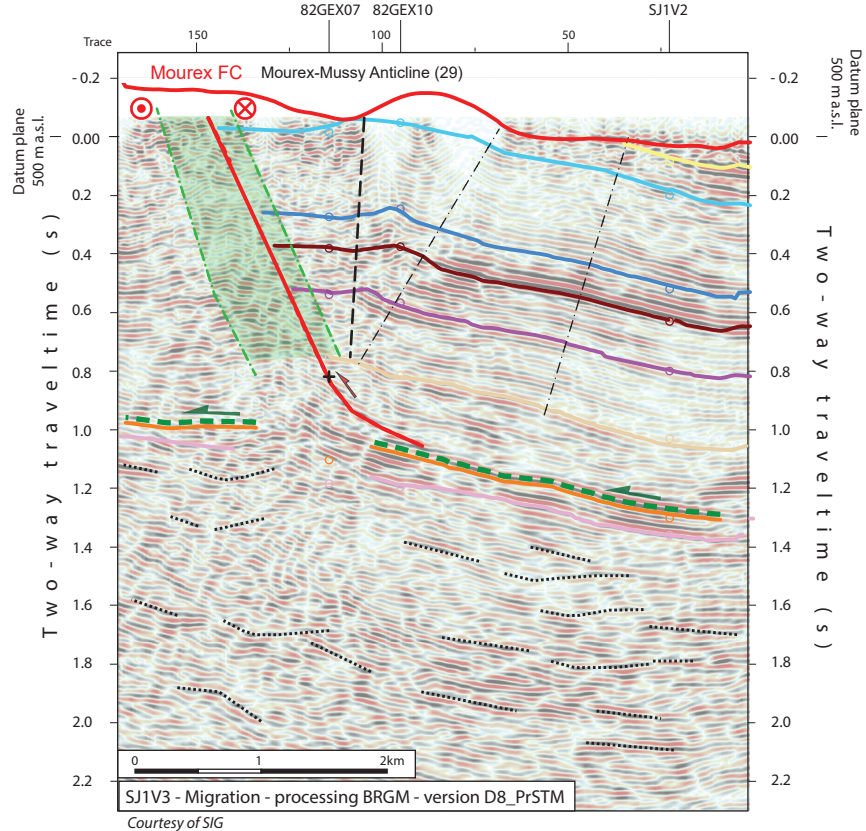 82GEX07 82GEX10 SJ1V2
Trace 150 100 50
Mourex FC Mourex-Mussy Anticline (29)
Datum plane
500 m a.s.l.
Datum plane
500 m a.s.l.
-0.2
0.00
0.2
0.4
0.6
0.8
1.0
1.2
1.4
1.6
1.8
2.0
2.2
-0.2
0.00
0.2
0.4
0.6
0.8
1.0
1.2
1.4
1.6
1.8
2.0
2.2
Two-way traveltime (s)
Two-way traveltime (s)
0 1 2km
SJ1V3 - Migration - processing BRGM - version D8_PrSTM
Courtesy of SIG